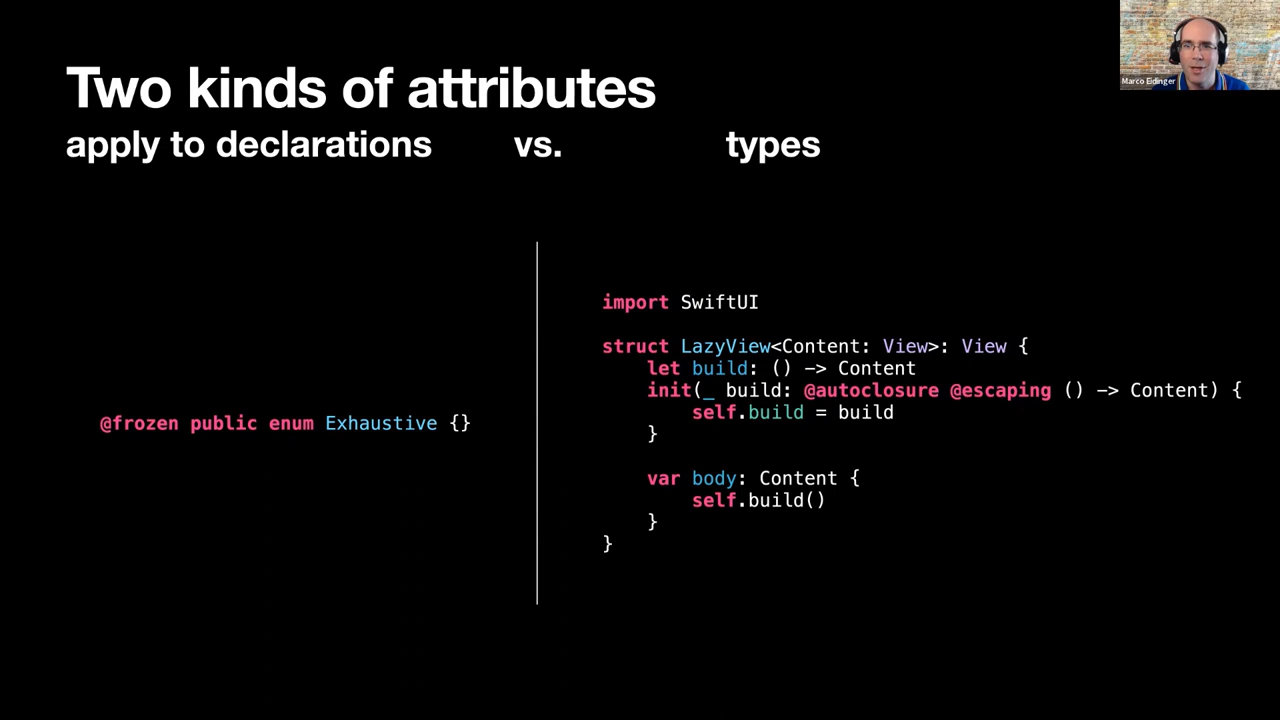 Two kinds of attributes
apply to declarations vs. types
Marco Eidinger
@frozen public enum Exhaustive {}
import SwiftUI
struct LazyView<Content: View>: View {
let build: () -> Content
init(_ build: @autoclosure @escaping () -> Content) {
self.build = build
}
var body: Content {
self.build()
}
}